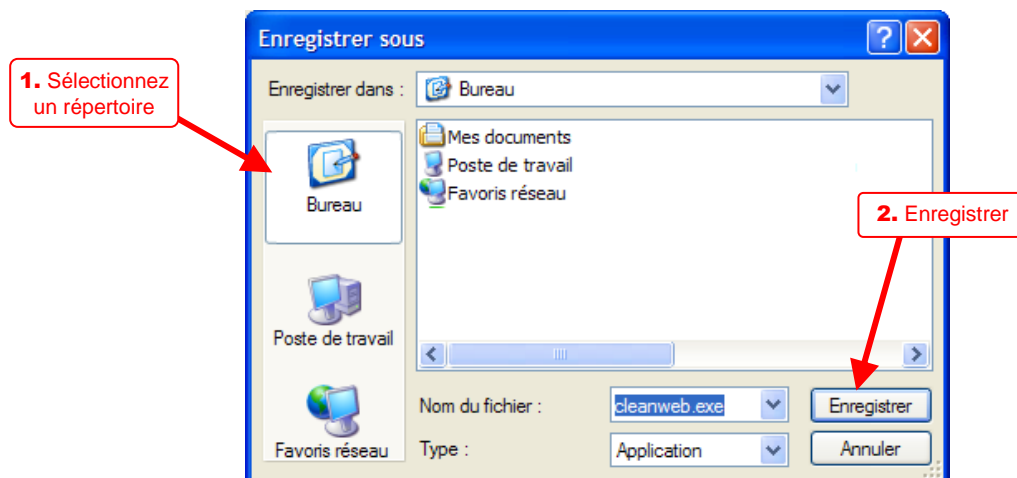 Enregistrer sous
1. Sélectionnez
un répertoire
Enregistrer dans :
Bureau
Mes documents
Poste de travail
Favoris réseau
Bureau
2. Enregistrer
Poste de travail
Favoris réseau
Nom du fichier :
cleanweb.exe
Enregistrer
Type :
Application
Annuler